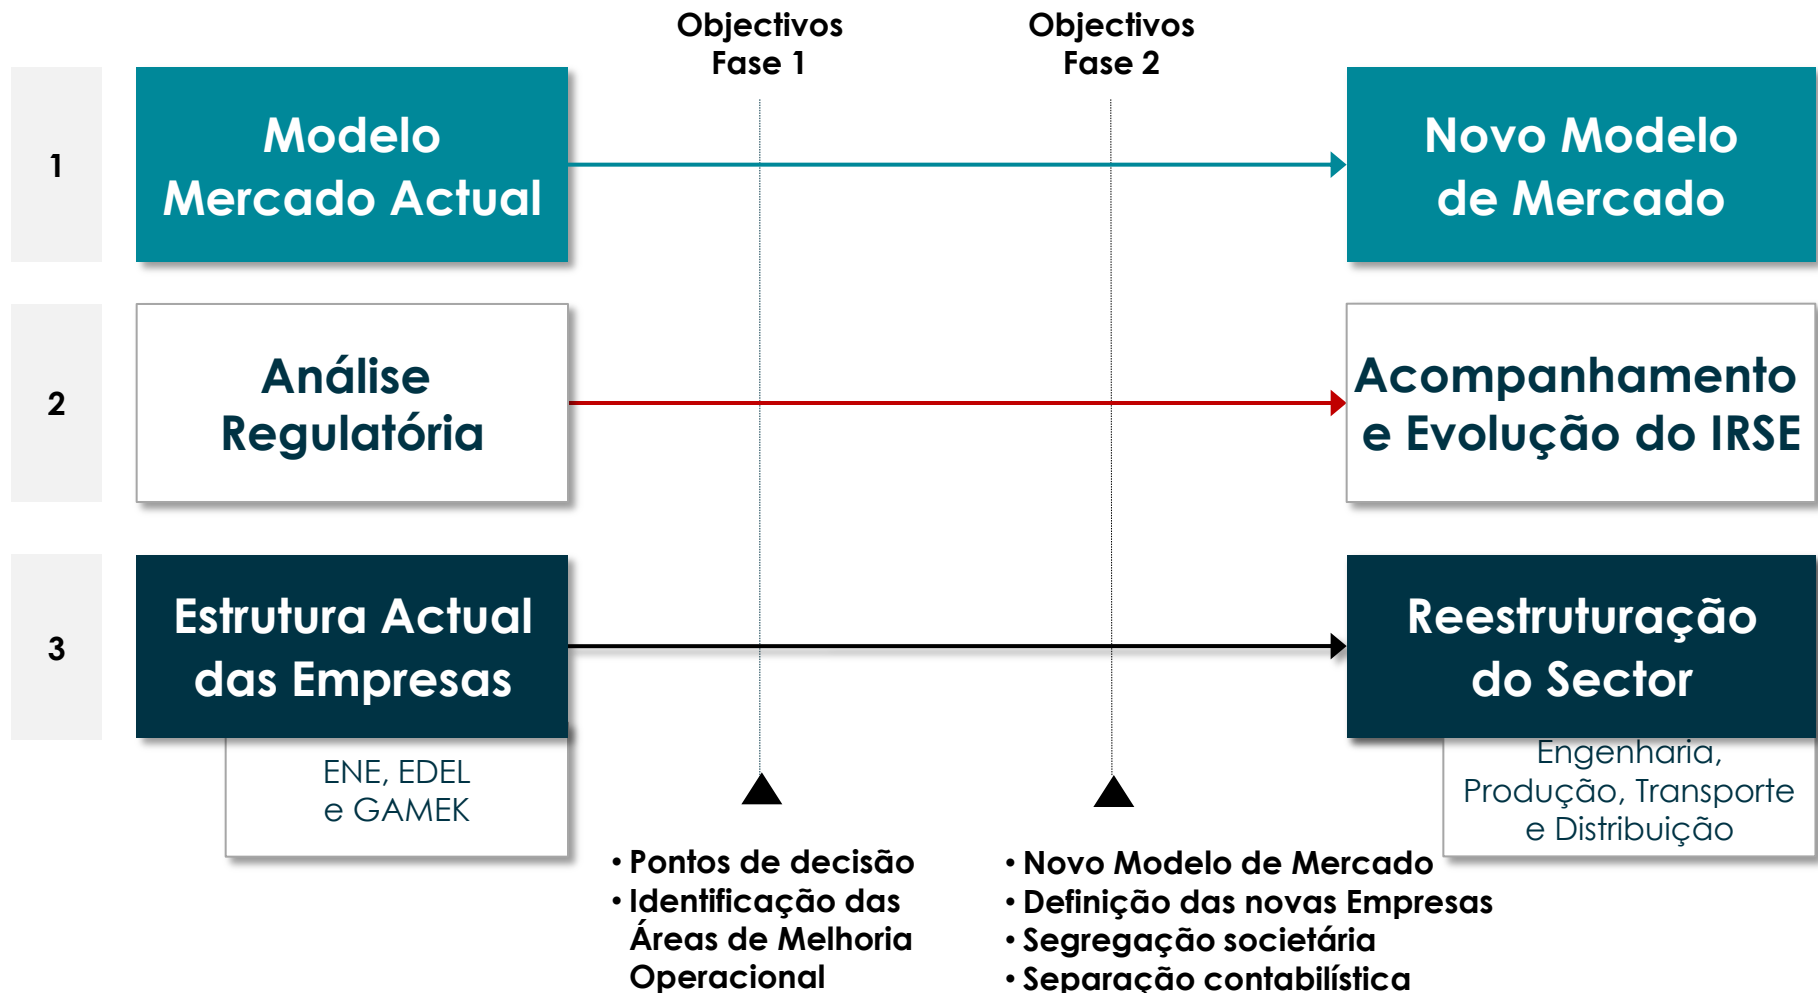 Objectivos
Fase 1
Objectivos
Fase 2
1
Modelo
Mercado Actual
Novo Modelo
de Mercado
2
Análise
Regulatória
Acompanhamento
e Evolução do IRSE
3
Estrutura Actual
das Empresas
Reestruturação
do Sector
ENE, EDEL
e GAMEK
Engenharia,
Produção, Transporte
e Distribuição
• Pontos de decisão
• Identificação das
Áreas de Melhoria
Operacional
• Novo Modelo de Mercado
• Definição das novas Empresas
• Segregação societária
• Separação contabilística